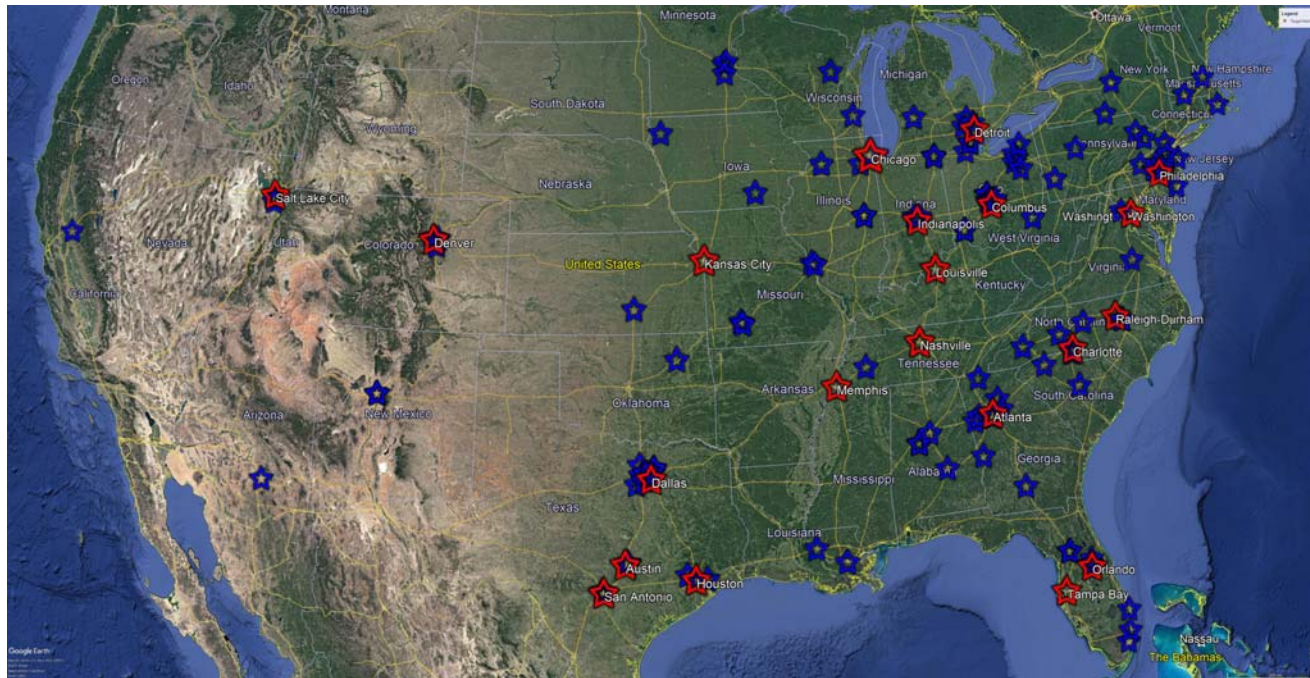 Montana
Minnesota
Ottawa
Legend
Vermont
Oregon
Idaho
South Dakota
Wisconsin
Michigan
New York
New Hampshire
Massachusetts
Wyoming
Connecticut
Detroit
Iowa
Chicago
Nebraska
New Jersey
Philadelphia
Salt Lake City
Illinois
Indiana
Columbus
Maryland
Washingt
Washington
Nevada
Utah
Colorado
Denver
Indianapolis
West Virginia
United States
Kansas City
Louisville
Virginia
California
Missouri
Kentucky
Raleigh-Durham
Nashville
Tennessee
Charlotte
Arkansas
Memphis
Oklahoma
Arizona
New Mexico
South Carolina
Atlanta
Georgia
Mississippi
Dallas
Texas
Louisiana
Austin
Houston
San Antonio
Orlando
Tampa Bay
Nassau
The Bahamas
Google Earth